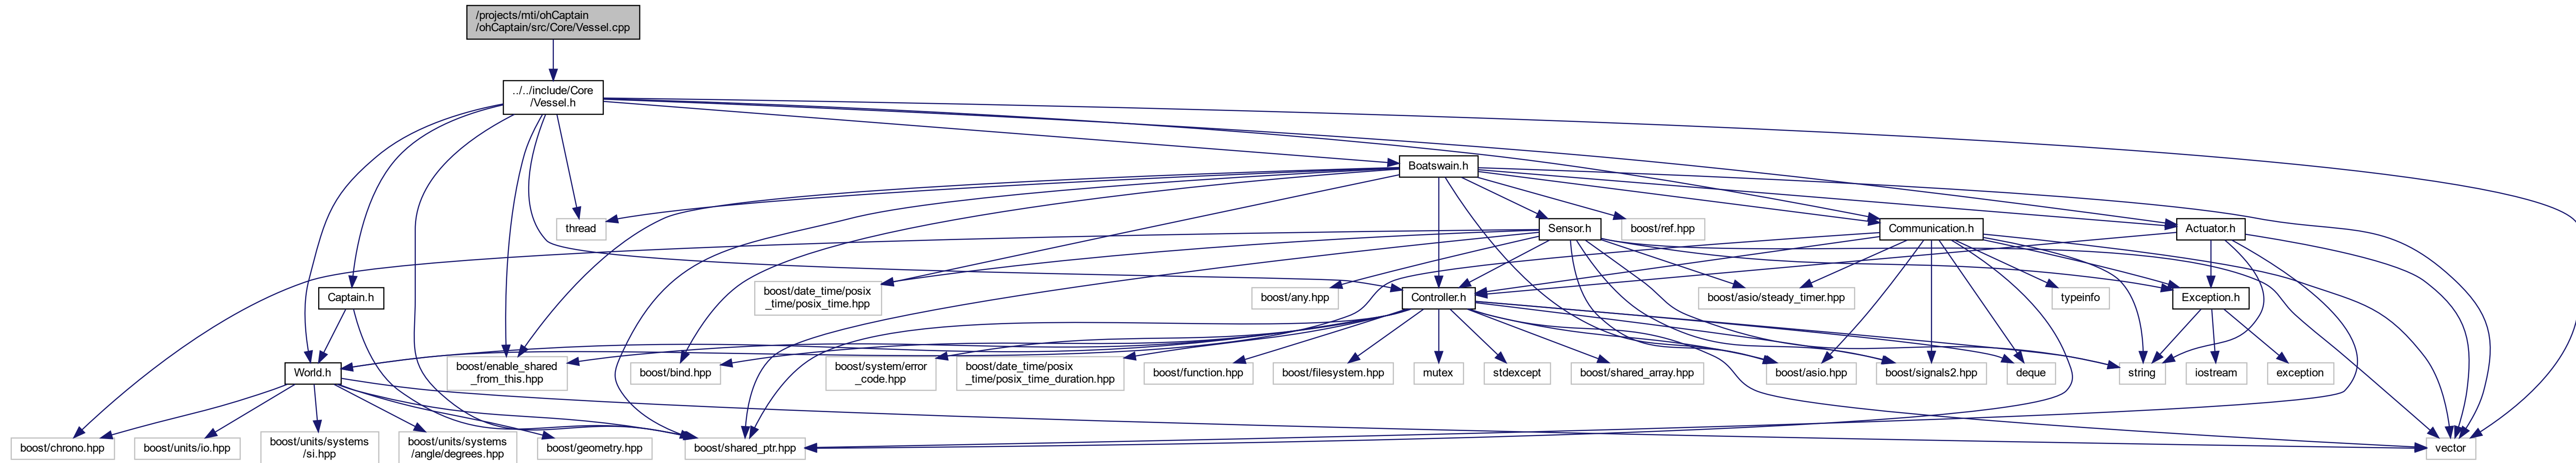 /projects/mti/ohCaptain
/ohCaptain/src/Core/Vessel.cpp
../../include/Core
/Vessel.h
Boatswain.h
thread
Sensor.h
boost/ref.hpp
Communication.h
Actuator.h
Captain.h
boost/date_time/posix
_time/posix_time.hpp
boost/any.hpp
Controller.h
boost/asio/steady_timer.hpp
typeinfo
Exception.h
World.h
boost/enable_shared
_from_this.hpp
boost/bind.hpp
boost/system/error
_code.hpp
boost/date_time/posix
_time/posix_time_duration.hpp
boost/function.hpp
boost/filesystem.hpp
mutex
stdexcept
boost/shared_array.hpp
boost/asio.hpp
boost/signals2.hpp
deque
string
iostream
exception
boost/chrono.hpp
boost/units/io.hpp
boost/units/systems
/si.hpp
boost/units/systems
/angle/degrees.hpp
boost/geometry.hpp
boost/shared_ptr.hpp
vector